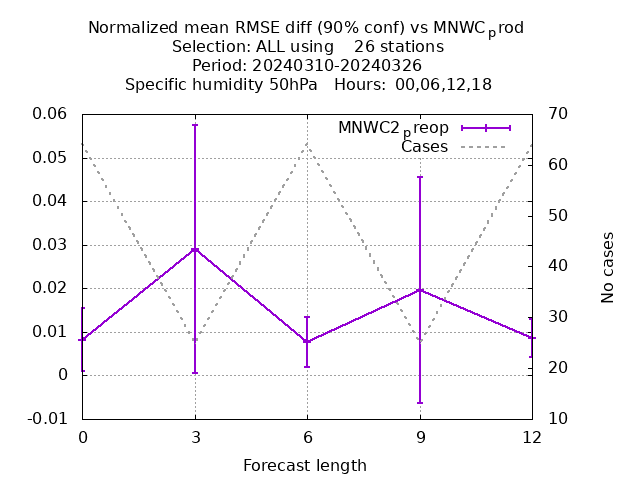 Normalized mean RMSE diff (90% conf) vs MNWC_prod
Selection: ALL using    26 stations
Period: 20240310-20240326
Specific humidity 50hPa   Hours: 00,06,12,18
MNWC2_preop
Cases
0.06
0.05
0.04
0.03
0.02
0.01
0
-0.01
70
60
50
40
30
20
10
No cases
0 3 6 9 12
Forecast length